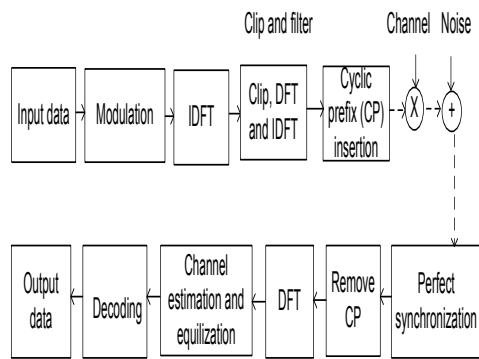 Clip and filter
Channel
Noise
Input data
Modulation
IDFT
Clip, DFT
and IDFT
Cyclic
prefix (CP)
insertion
X
+
Output
data
Decoding
Channel
estimation and
equilization
DFT
Remove
CP
Perfect
synchronization